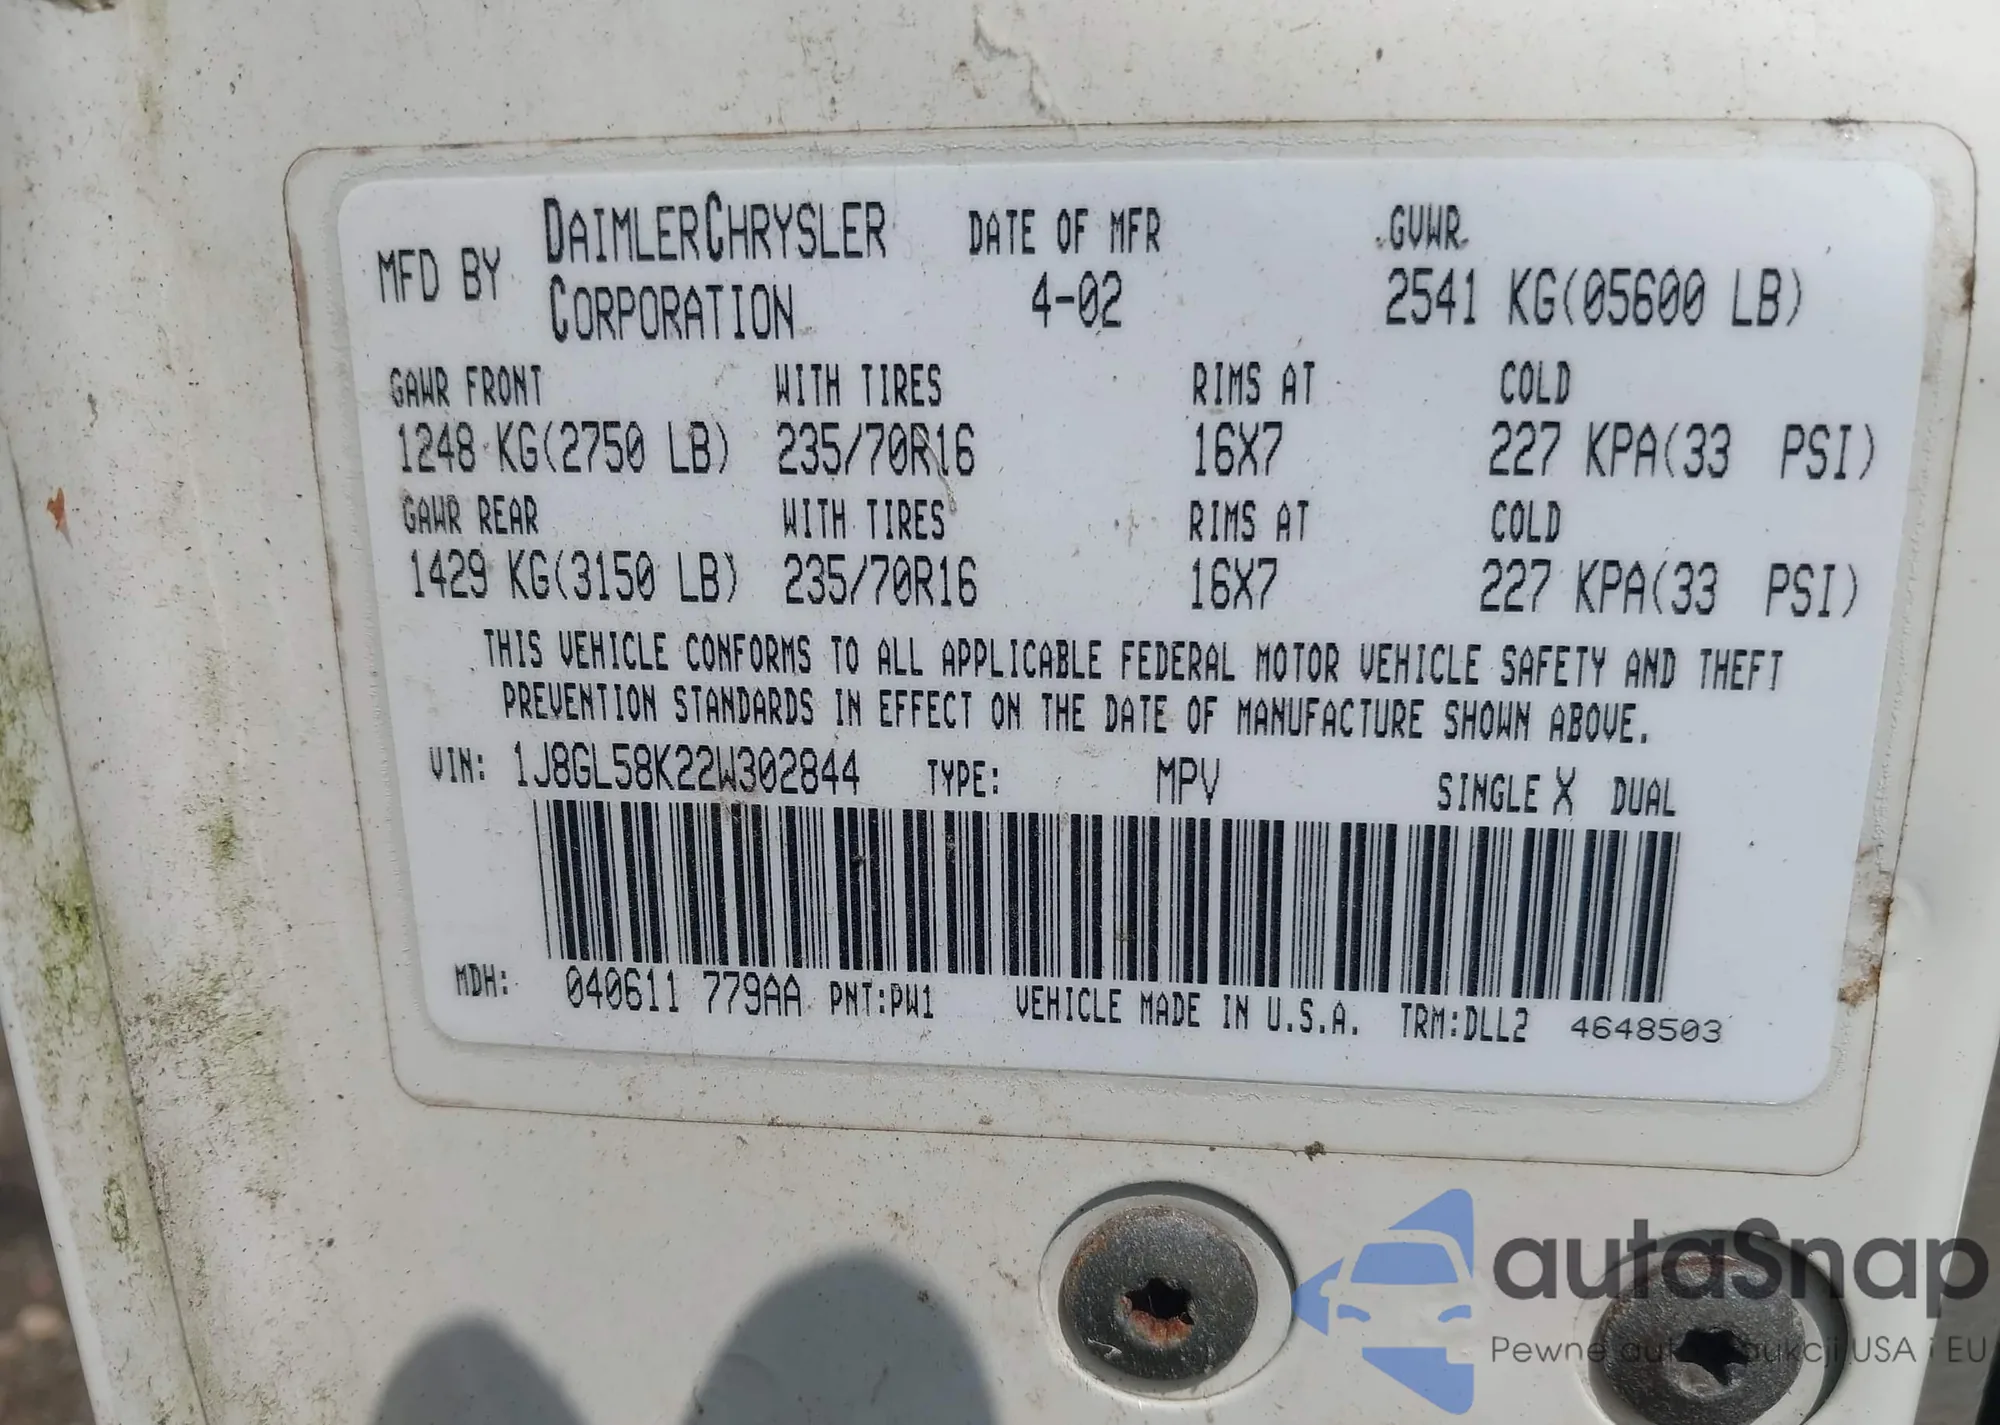 MFD BY DAIMLERCHRYSLER CORPORATION DATE OF MFR 4-02 GVWR 2541 KG(05600 LB)
GAWR FRONT WITH TIRES RIMS AT COLD
1248 KG(2750 LB) 235/70R16 16X7 227 KPA(33 PSI)
GAWR REAR WITH TIRES RIMS AT COLD
1429 KG(3150 LB) 235/70R16 16X7 227 KPA(33 PSI)
THIS VEHICLE CONFORMS TO ALL APPLICABLE FEDERAL MOTOR VEHICLE SAFETY AND THEFT
PREVENTION STANDARDS IN EFFECT ON THE DATE OF MANUFACTURE SHOWN ABOVE.
VIN: 1J8GL58K22W302844 TYPE: MPV SINGLE X DUAL
MDH: 040611 779AA PNT:PW1 VEHICLE MADE IN U.S.A. TRM:DLL2 4648503
autaSnap
Pewne USA i EU